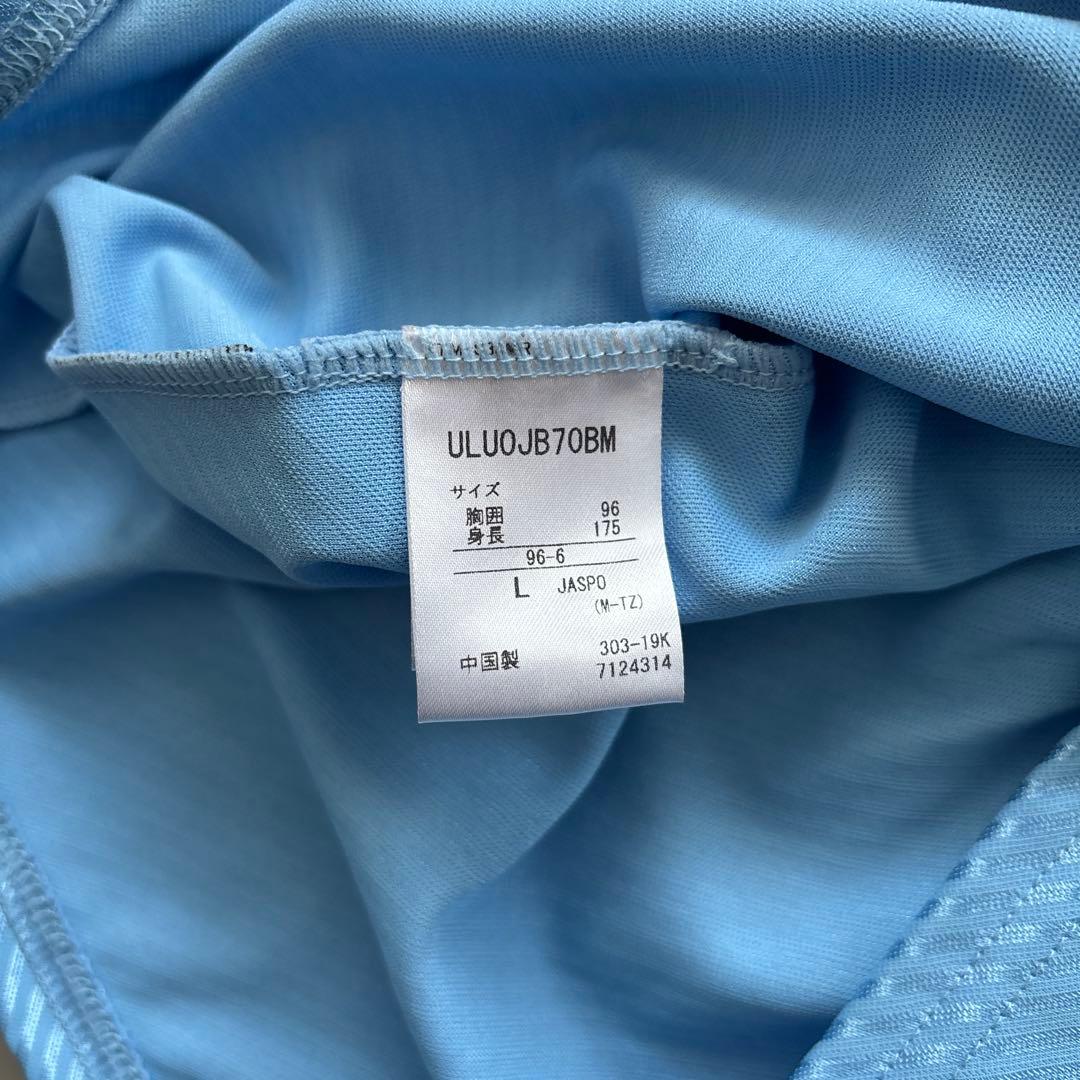 ULU0JB70BM
サイズ
胸囲 96
身長 175
96-6
L JASPO
(M-TZ)
303-19K
中国製 7124314